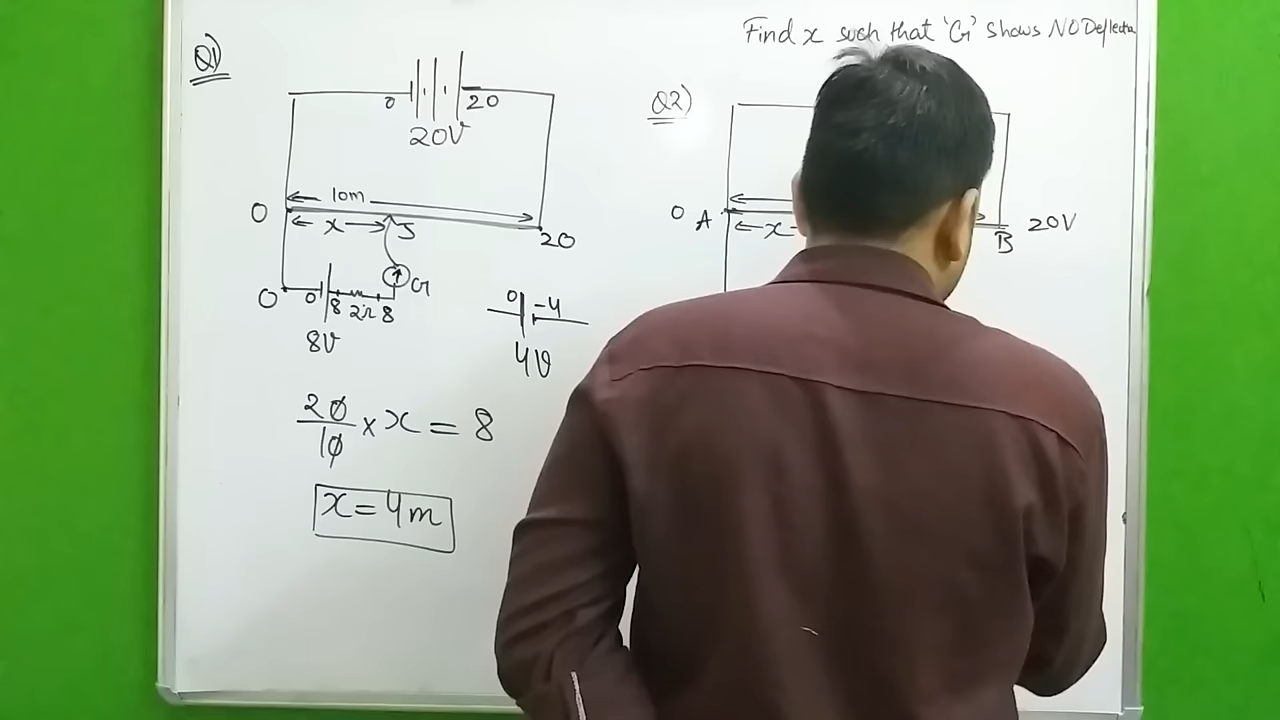 Find x such that 'G' shows NO Deflectn
Q1)
0 20
20V
10m
0 x J
20
0 0 8 2r 8 G
8V
0 -4
4V
20/10 x x = 8
x = 4m
Q2)
0 A x B 20V